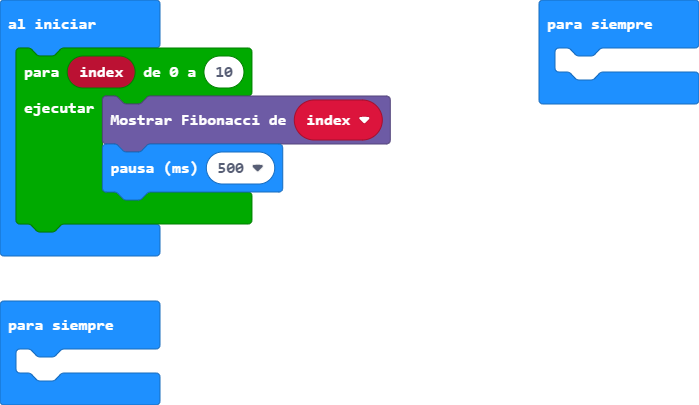 al iniciar
para index de 0 a 10
ejecutar
Mostrar Fibonacci de index
pausa (ms) 500
para siempre
para siempre